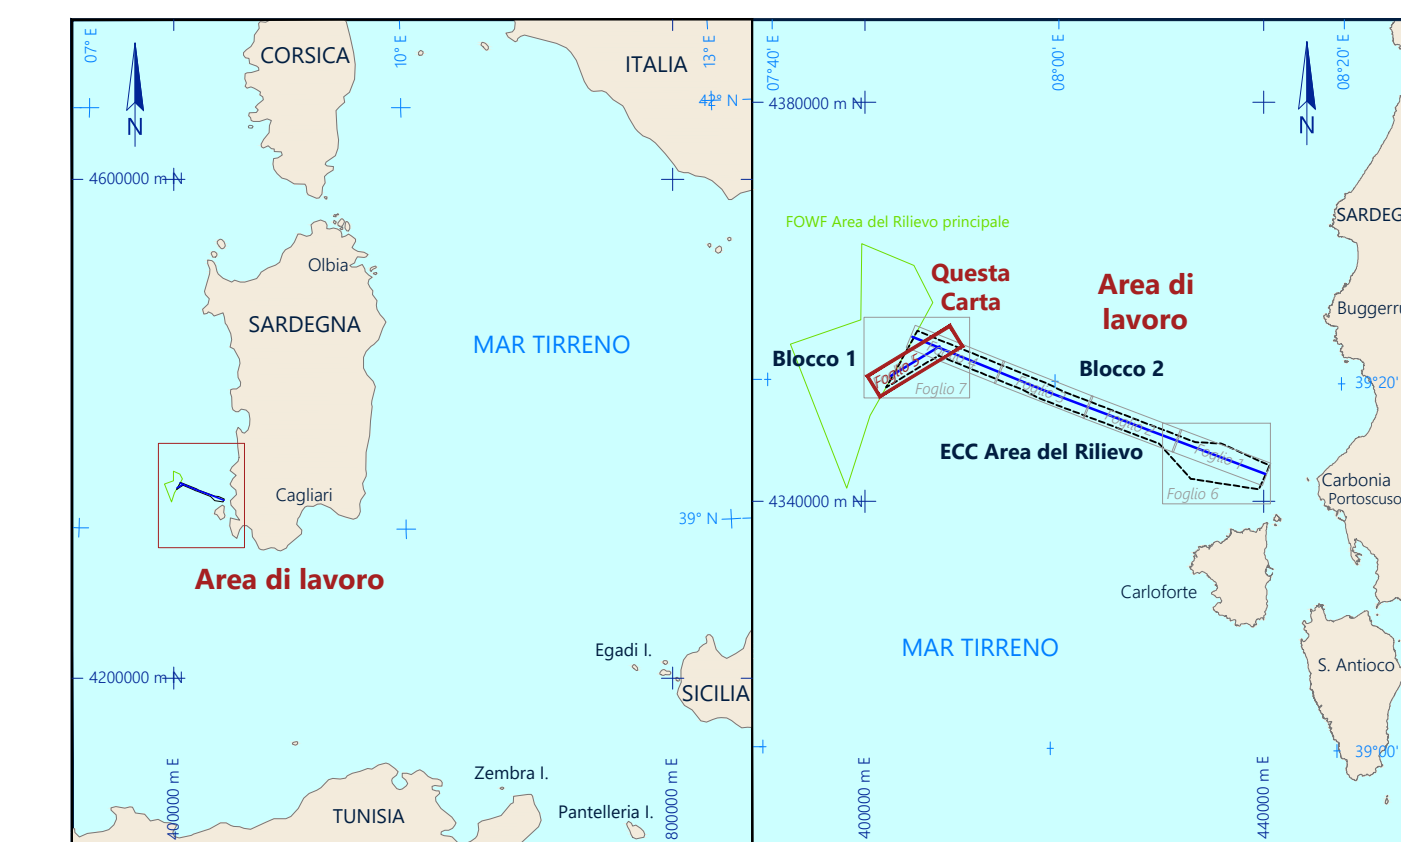 07° E
CORSICA
10° E
ITALIA
13° E
42° N
N
4600000 m N
Olbia
SARDEGNA
MAR TIRRENO
Cagliari
39° N
Area di lavoro
Egadi I.
4200000 m N
SICILIA
Zembra I.
Pantelleria I.
TUNISIA
400000 m E
800000 m E
07°40' E
08°00' E
08°20' E
4380000 m N
N
SARDEG
FOWF Area del Rilievo principale
Questa
Carta
Area di
lavoro
Buggerru
Blocco 1
Blocco 2
39°20'
Foglio 7
ECC Area del Rilievo
Foglio 1
Foglio 6
4340000 m N
Carbonia
Portoscuso
Carloforte
MAR TIRRENO
S. Antioco
39°00'
400000 m E
440000 m E